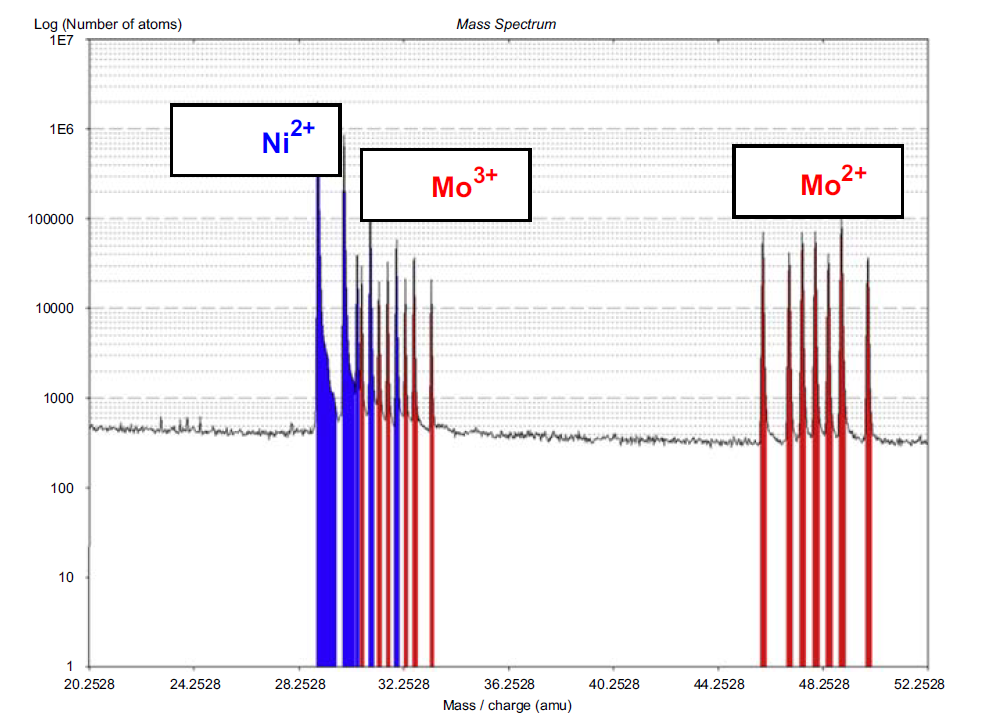 Log (Number of atoms)
Mass Spectrum
1E7
1E6
100000
10000
1000
100
10
1
Ni2+
Mo3+
Mo2+
20.2528 24.2528 28.2528 32.2528 36.2528 40.2528 44.2528 48.2528 52.2528
Mass / charge (amu)